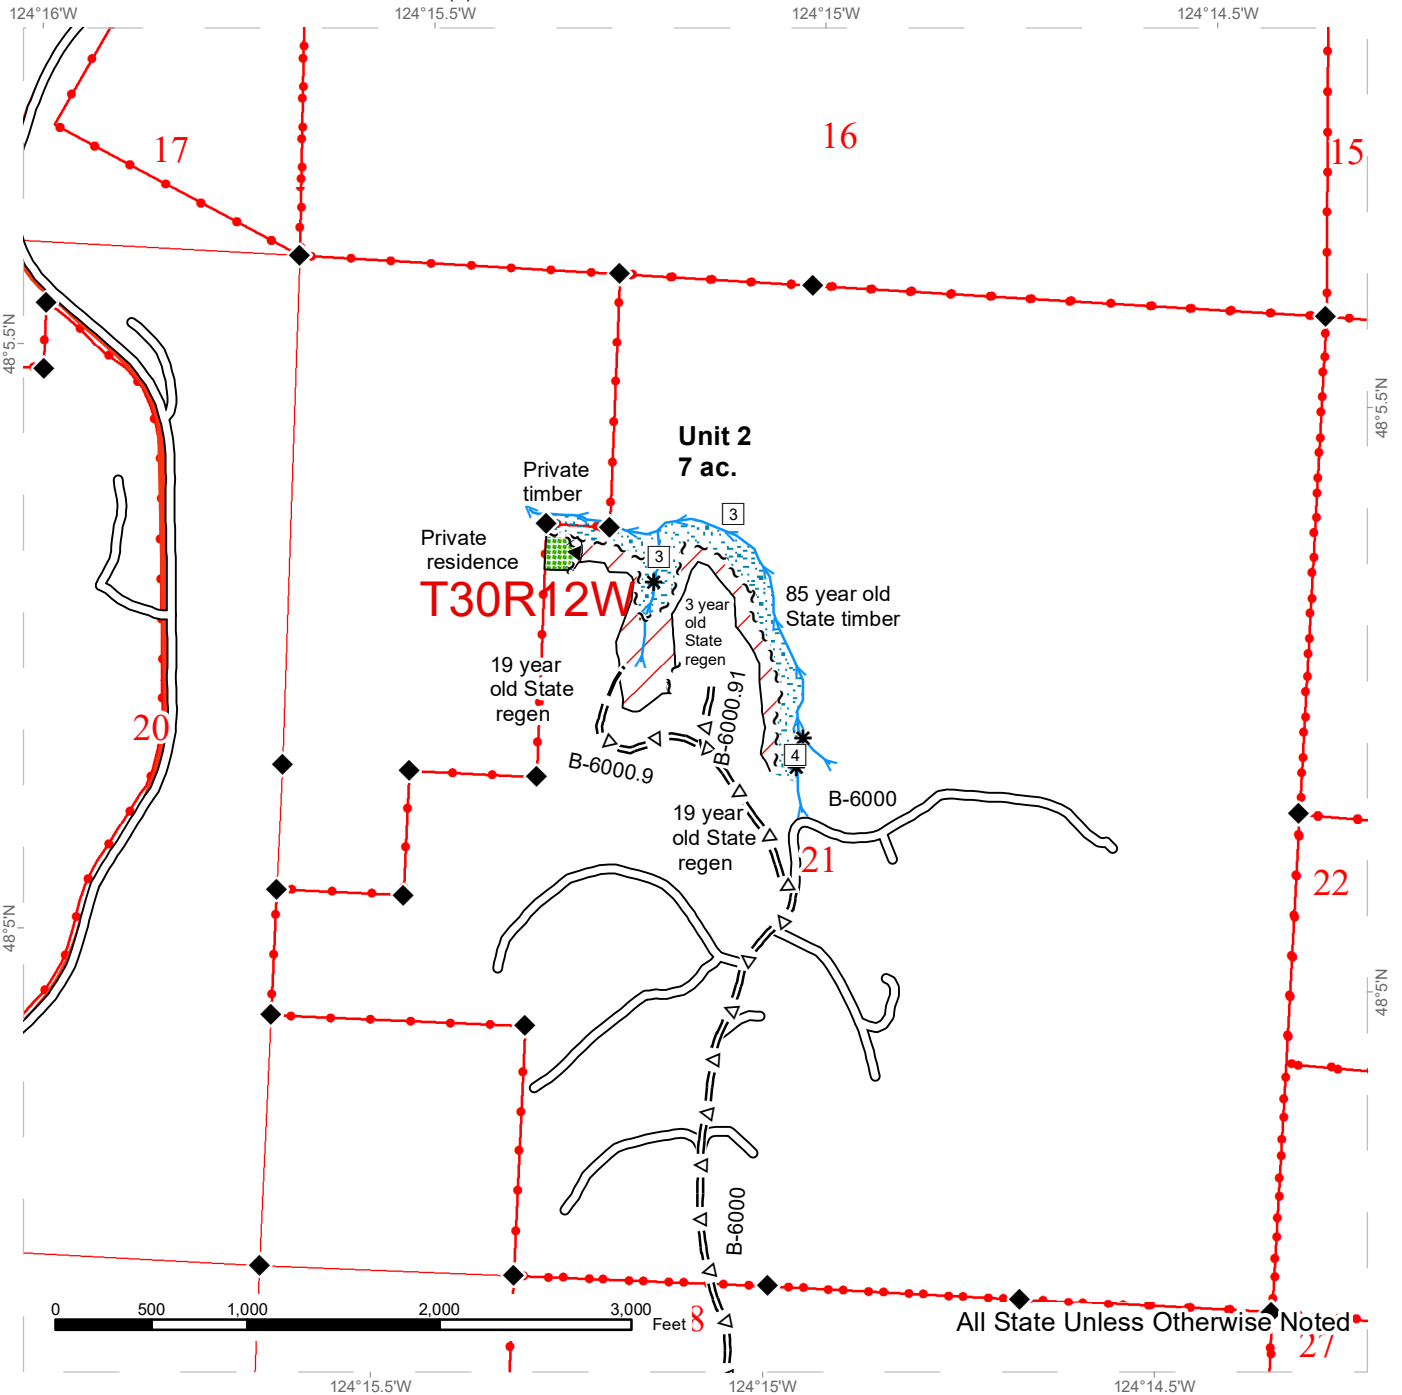 124°16'W
124°15.5'W
124°15'W
124°14.5'W
17
16
15
48°5.5'N
48°5.5'N
Unit 2
7 ac.
Private
timber
3
Private
residence
3
T30R12W
3 year
old
State
regen
85 year old
State timber
19 year
old State
regen
B-6000.91
20
B-6000.9
4
B-6000
19 year
old State
regen
21
22
48°5'N
48°5'N
B-6000
0
500
1,000
2,000
3,000
Feet
8
All State Unless Otherwise Noted
27
124°15.5'W
124°15'W
124°14.5'W